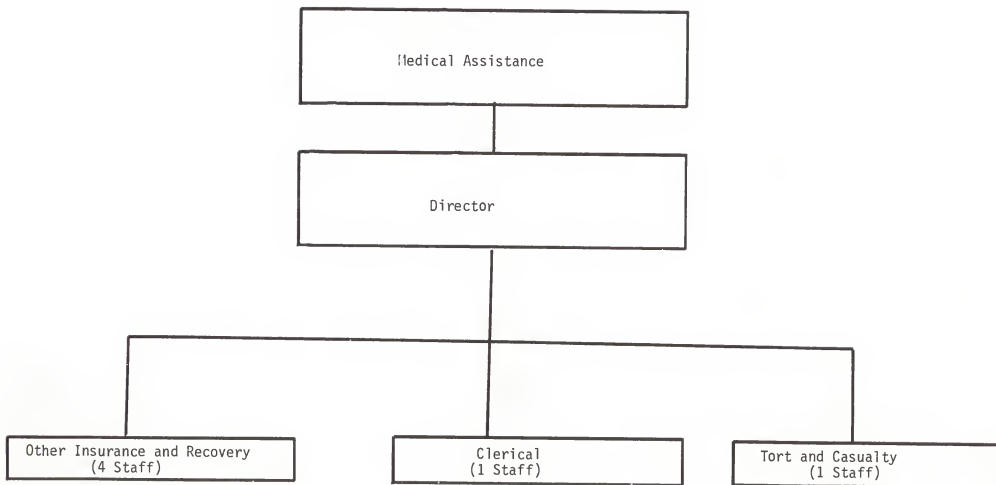 Medical Assistance
Director
Other Insurance and Recovery
(4 Staff)
Clerical
(1 Staff)
Tort and Casualty
(1 Staff)